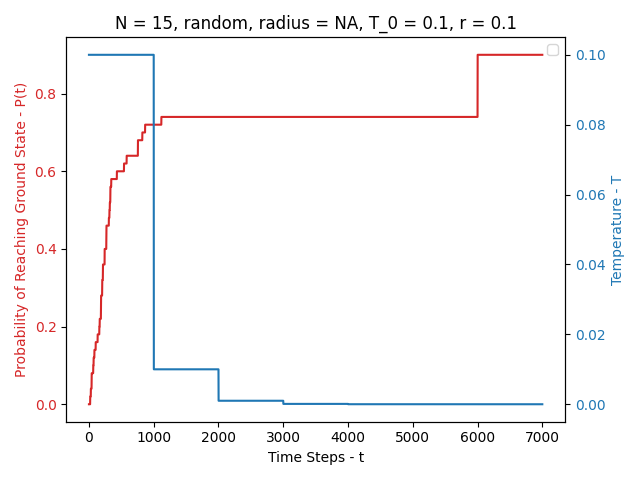 N = 15, random, radius = NA, T_0 = 0.1, r = 0.1
Probability of Reaching Ground State - P(t)
0.8
0.6
0.4
0.2
0.0
0.10
0.08
0.06
0.04
0.02
0.00
Temperature - T
0 1000 2000 3000 4000 5000 6000 7000
Time Steps - t